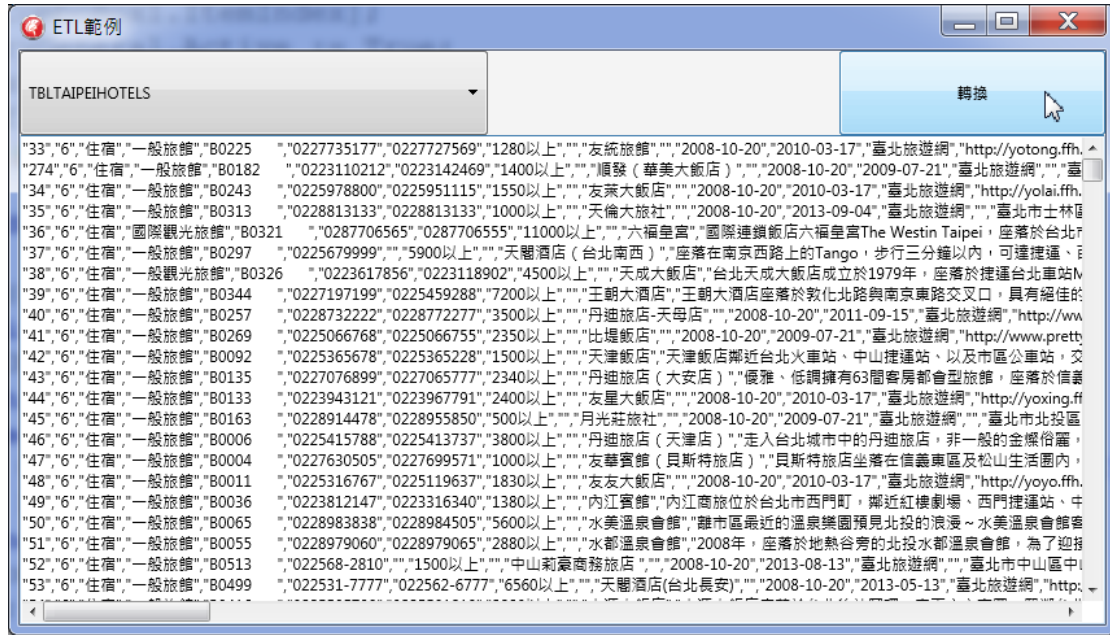 ETL範例
TBLTAIPEIHOTELS
轉換
"33","6","住宿","一般旅館","B0225 ","0227735177","0227727569","1280以上","","友統旅館","","2008-10-20","2010-03-17","臺北旅遊網","http://yotong.ffh.
"274","6","住宿","一般旅館","B0182 ","0223110212","0223142469","1400以上","","順發（華美大飯店）","","2008-10-20","2009-07-21","臺北旅遊網","","臺
"34","6","住宿","一般旅館","B0243 ","0225978800","0225951115","1550以上","","友萊大飯店","","2008-10-20","2010-03-17","臺北旅遊網","http://yolai.ffh.
"35","6","住宿","一般旅館","B0313 ","0228813133","0228813133","1000以上","","天倫大旅社","","2008-10-20","2013-09-04","臺北旅遊網","","臺北市士林區
"36","6","住宿","國際觀光旅館","B0321 ","0287706565","0287706555","11000以上","","六福皇宮","國際連鎖飯店六福皇宮The Westin Taipei，座落於台北市
"37","6","住宿","一般旅館","B0297 ","0225679999","","5900以上","","天閣酒店（台北南西）","座落在南京西路上的Tango，步行三分鐘以內，可達捷運、
"38","6","住宿","一般觀光旅館","B0326 ","0223617856","0223118902","4500以上","","天成大飯店","台北天成大飯店成立於1979年，座落於捷運台北車站M
"39","6","住宿","一般旅館","B0344 ","0227197199","0225459288","7200以上","","王朝大酒店","王朝大酒店座落於敦化北路與南京東路交叉口，具有絕佳的
"40","6","住宿","一般旅館","B0257 ","0228732222","0228772277","3500以上","","丹迪旅店-天母店","","2008-10-20","2011-09-15","臺北旅遊網","http://ww
"41","6","住宿","一般旅館","B0269 ","0225066768","0225066755","2350以上","","比堤飯店","","2008-10-20","2009-07-21","臺北旅遊網","http://www.prett
"42","6","住宿","一般旅館","B0092 ","0225365678","0225365228","1500以上","","天津飯店","天津飯店鄰近台北火車站、中山捷運站、以及市區公車站，交
"43","6","住宿","一般旅館","B0135 ","0227076899","0227065777","2340以上","","丹迪旅店（大安店）","優雅、低調擁有63間客房都會型旅館，座落於信義
"44","6","住宿","一般旅館","B0133 ","0223943121","0223967791","2400以上","","友星大飯店","","2008-10-20","2010-03-17","臺北旅遊網","http://yoxing.ff
"45","6","住宿","一般旅館","B0163 ","0228914478","0228955850","500以上","","月光莊旅社","","2008-10-20","2009-07-21","臺北旅遊網","","臺北市北投區
"46","6","住宿","一般旅館","B0006 ","0225415788","0225413737","3800以上","","丹迪旅店（天津店）","走入台北城市中的丹迪旅店，非一般的金燦俗麗，
"47","6","住宿","一般旅館","B0004 ","0227630505","0227699571","1000以上","","友華賓館（貝斯特旅店）","貝斯特旅店坐落在信義東區及松山生活圈內，
"48","6","住宿","一般旅館","B0011 ","0225316767","0225119637","1830以上","","友友大飯店","","2008-10-20","2010-03-17","臺北旅遊網","http://yoyo.ffh.
"49","6","住宿","一般旅館","B0036 ","0223812147","0223316340","1380以上","","內江賓館","內江商旅位於台北市西門町，鄰近紅樓劇場、西門捷運站、中
"50","6","住宿","一般旅館","B0065 ","0228983838","0228984505","5600以上","","水美溫泉會館","離市區最近的溫泉樂園預見北投的浪漫～水美溫泉會館客
"51","6","住宿","一般旅館","B0055 ","0228979060","0228979065","2880以上","","水都溫泉會館","2008年，座落於地熱谷旁的北投水都溫泉會館，為了迎接
"52","6","住宿","一般旅館","B0513 ","022568-2810","","1500以上","","中山莿豪商務旅店 ","","2008-10-20","2013-08-13","臺北旅遊網","","臺北市中山區中
"53","6","住宿","一般旅館","B0499 ","022531-7777","022562-6777","6560以上","","天閣酒店(台北長安)","","2008-10-20","2013-05-13","臺北旅遊網","http: